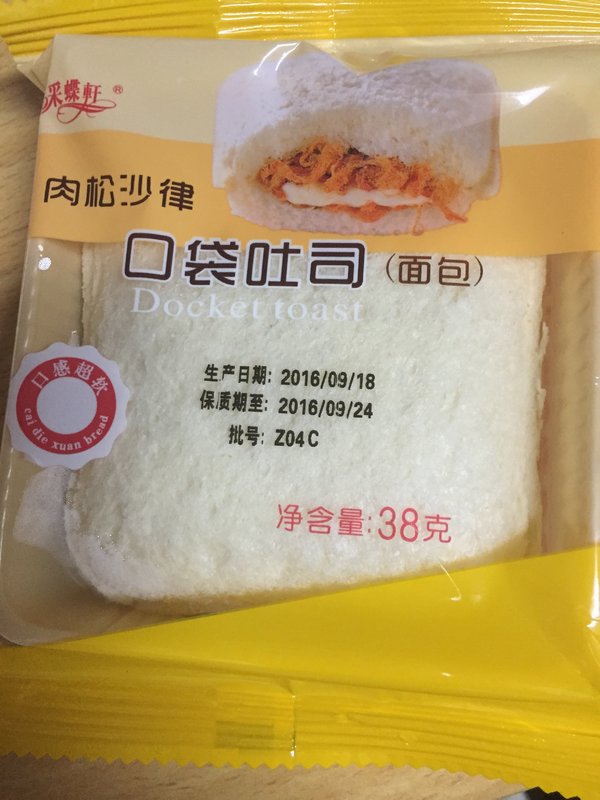 采蝶軒®
肉松沙律
口袋吐司(面包)
Docket toast
口感超软
cai die xuan bread
生产日期: 2016/09/18
保质期至: 2016/09/24
批号: Z04C
净含量:38克